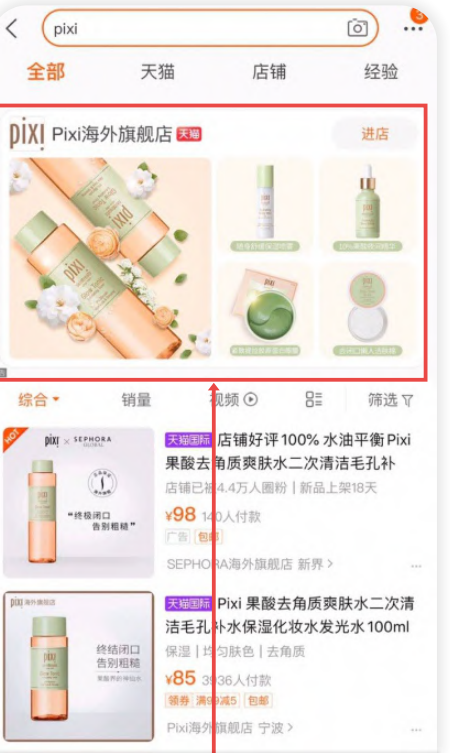 pixi
3
全部 天猫 店铺 经验
pixi Pixi海外旗舰店 天猫 进店
pixi
综合 销量 视频 筛选
HOT
pixi × SEPHORA
GLOBAL
“终极闭口
告别粗糙”
天猫国际 店铺好评100% 水油平衡Pixi
果酸去角质爽肤水二次清洁毛孔补
4.4万人圈粉 | 新品上架18天
¥98 140人付款
广告 包邮
SEPHORA海外旗舰店 新界 >
pixi 海外旗舰店
终结闭口
告别粗糙
天猫国际 Pixi 果酸去角质爽肤水二次清
洁毛孔补水保湿化妆水发光水100ml
保湿 | 均匀肤色 | 去角质
¥85 3936人付款
领券 满99减5 包邮
Pixi海外旗舰店 宁波 >